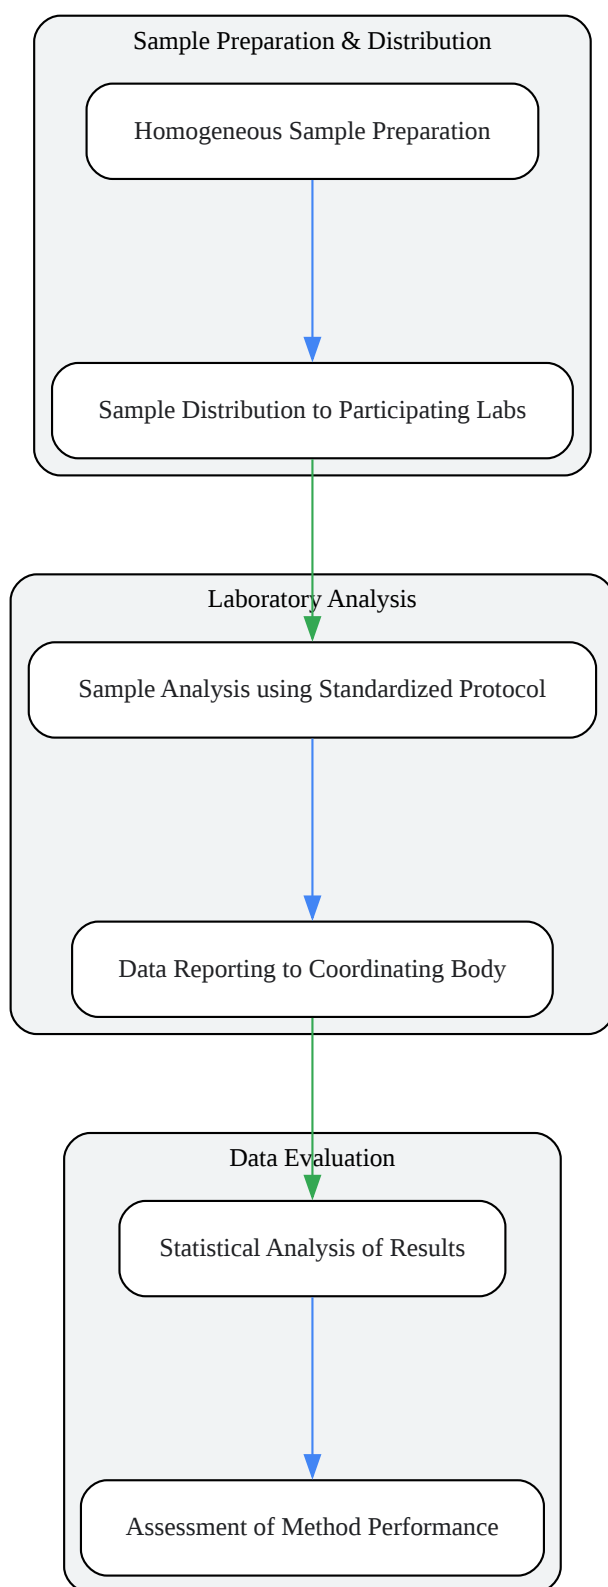 Sample Preparation & Distribution
Homogeneous Sample Preparation
Sample Distribution to Participating Labs
Laboratory Analysis
Sample Analysis using Standardized Protocol
Data Reporting to Coordinating Body
Data Evaluation
Statistical Analysis of Results
Assessment of Method Performance